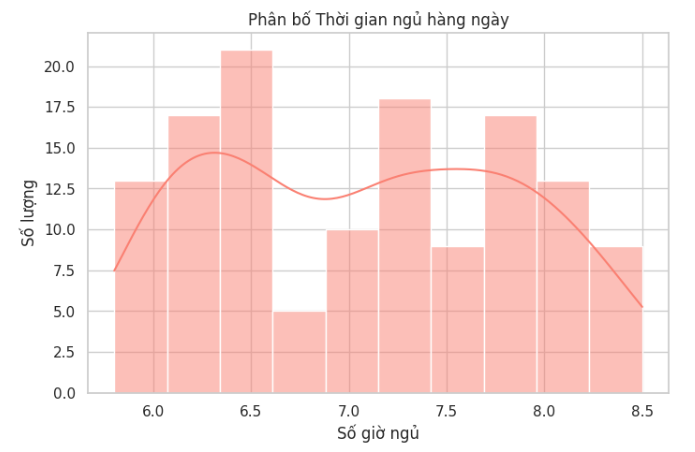 Phân bố Thời gian ngủ hàng ngày
Số lượng
20.0
17.5
15.0
12.5
10.0
7.5
5.0
2.5
0.0
6.0 6.5 7.0 7.5 8.0 8.5
Số giờ ngủ